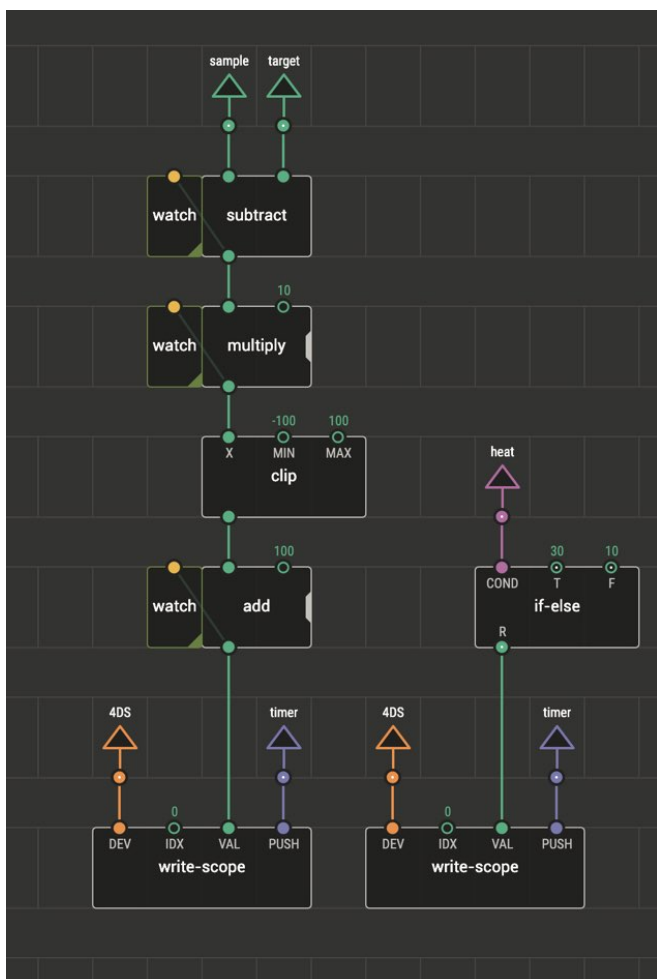 sample target
watch subtract
10
watch multiply
-100 100
X MIN MAX
clip
heat
100 30 10
COND T F
watch add if-else
R
4DS timer 4DS timer
0 0
DEV IDX VAL PUSH DEV IDX VAL PUSH
write-scope write-scope